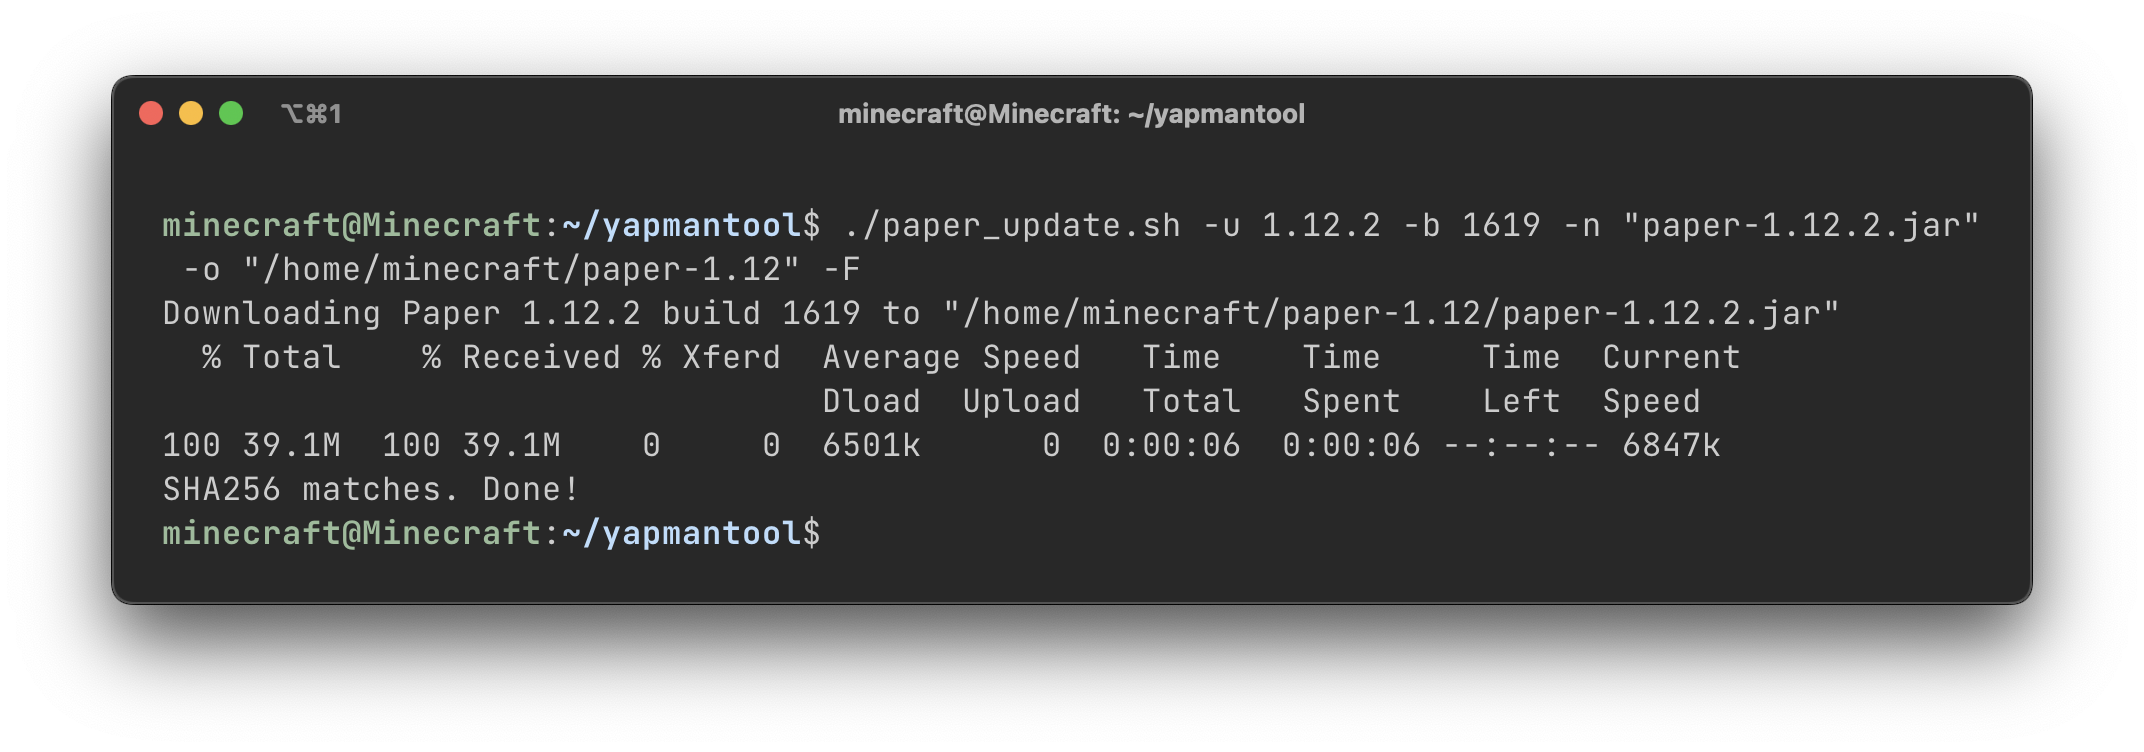 ⌥⌘1
minecraft@Minecraft: ~/yapmantool
minecraft@Minecraft:~/yapmantool$ ./paper_update.sh -u 1.12.2 -b 1619 -n "paper-1.12.2.jar"
 -o "/home/minecraft/paper-1.12" -F
Downloading Paper 1.12.2 build 1619 to "/home/minecraft/paper-1.12/paper-1.12.2.jar"
  % Total    % Received % Xferd  Average Speed   Time    Time     Time  Current
                                 Dload  Upload   Total   Spent    Left  Speed
100 39.1M  100 39.1M    0     0  6501k      0  0:00:06  0:00:06 --:--:-- 6847k
SHA256 matches. Done!
minecraft@Minecraft:~/yapmantool$